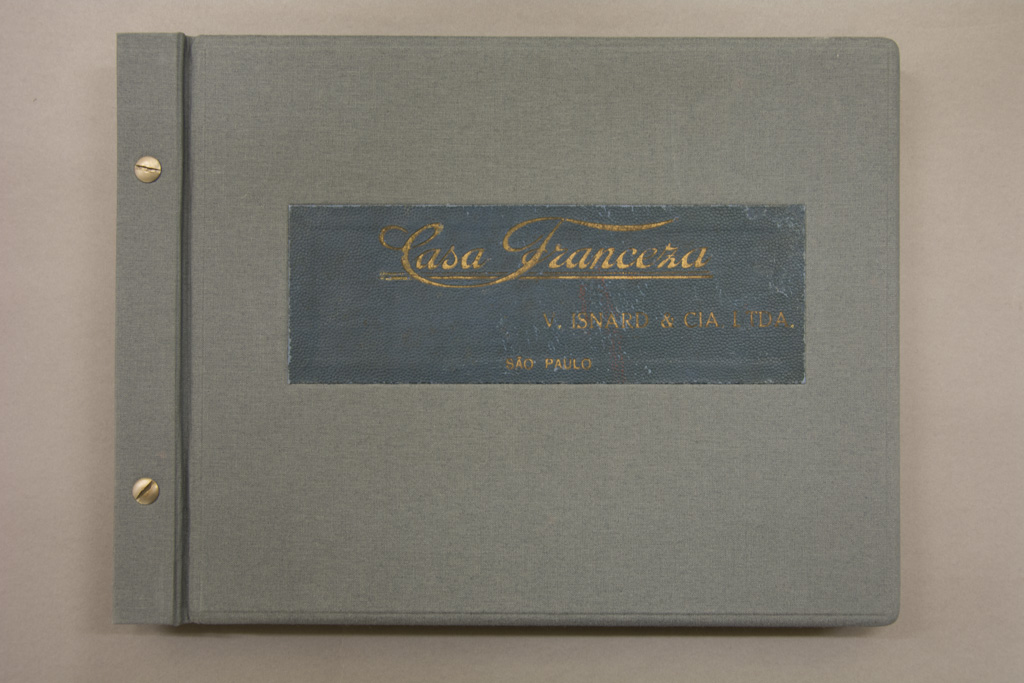 Casa Franceza
V. ISNARD & CIA. LTDA.
SÃO PAULO